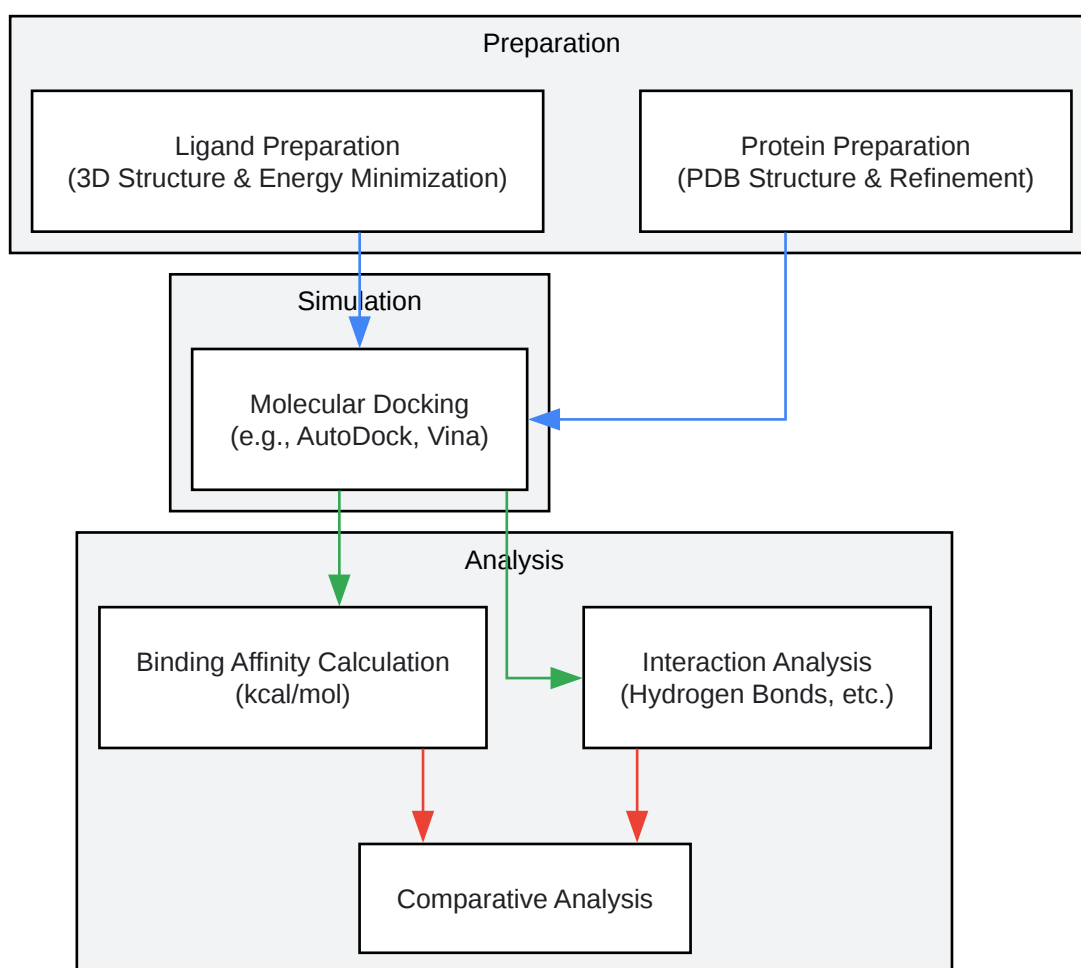 Preparation
Ligand Preparation
(3D Structure & Energy Minimization)
Protein Preparation
(PDB Structure & Refinement)
Simulation
Molecular Docking
(e.g., AutoDock, Vina)
Analysis
Binding Affinity Calculation
(kcal/mol)
Interaction Analysis
(Hydrogen Bonds, etc.)
Comparative Analysis